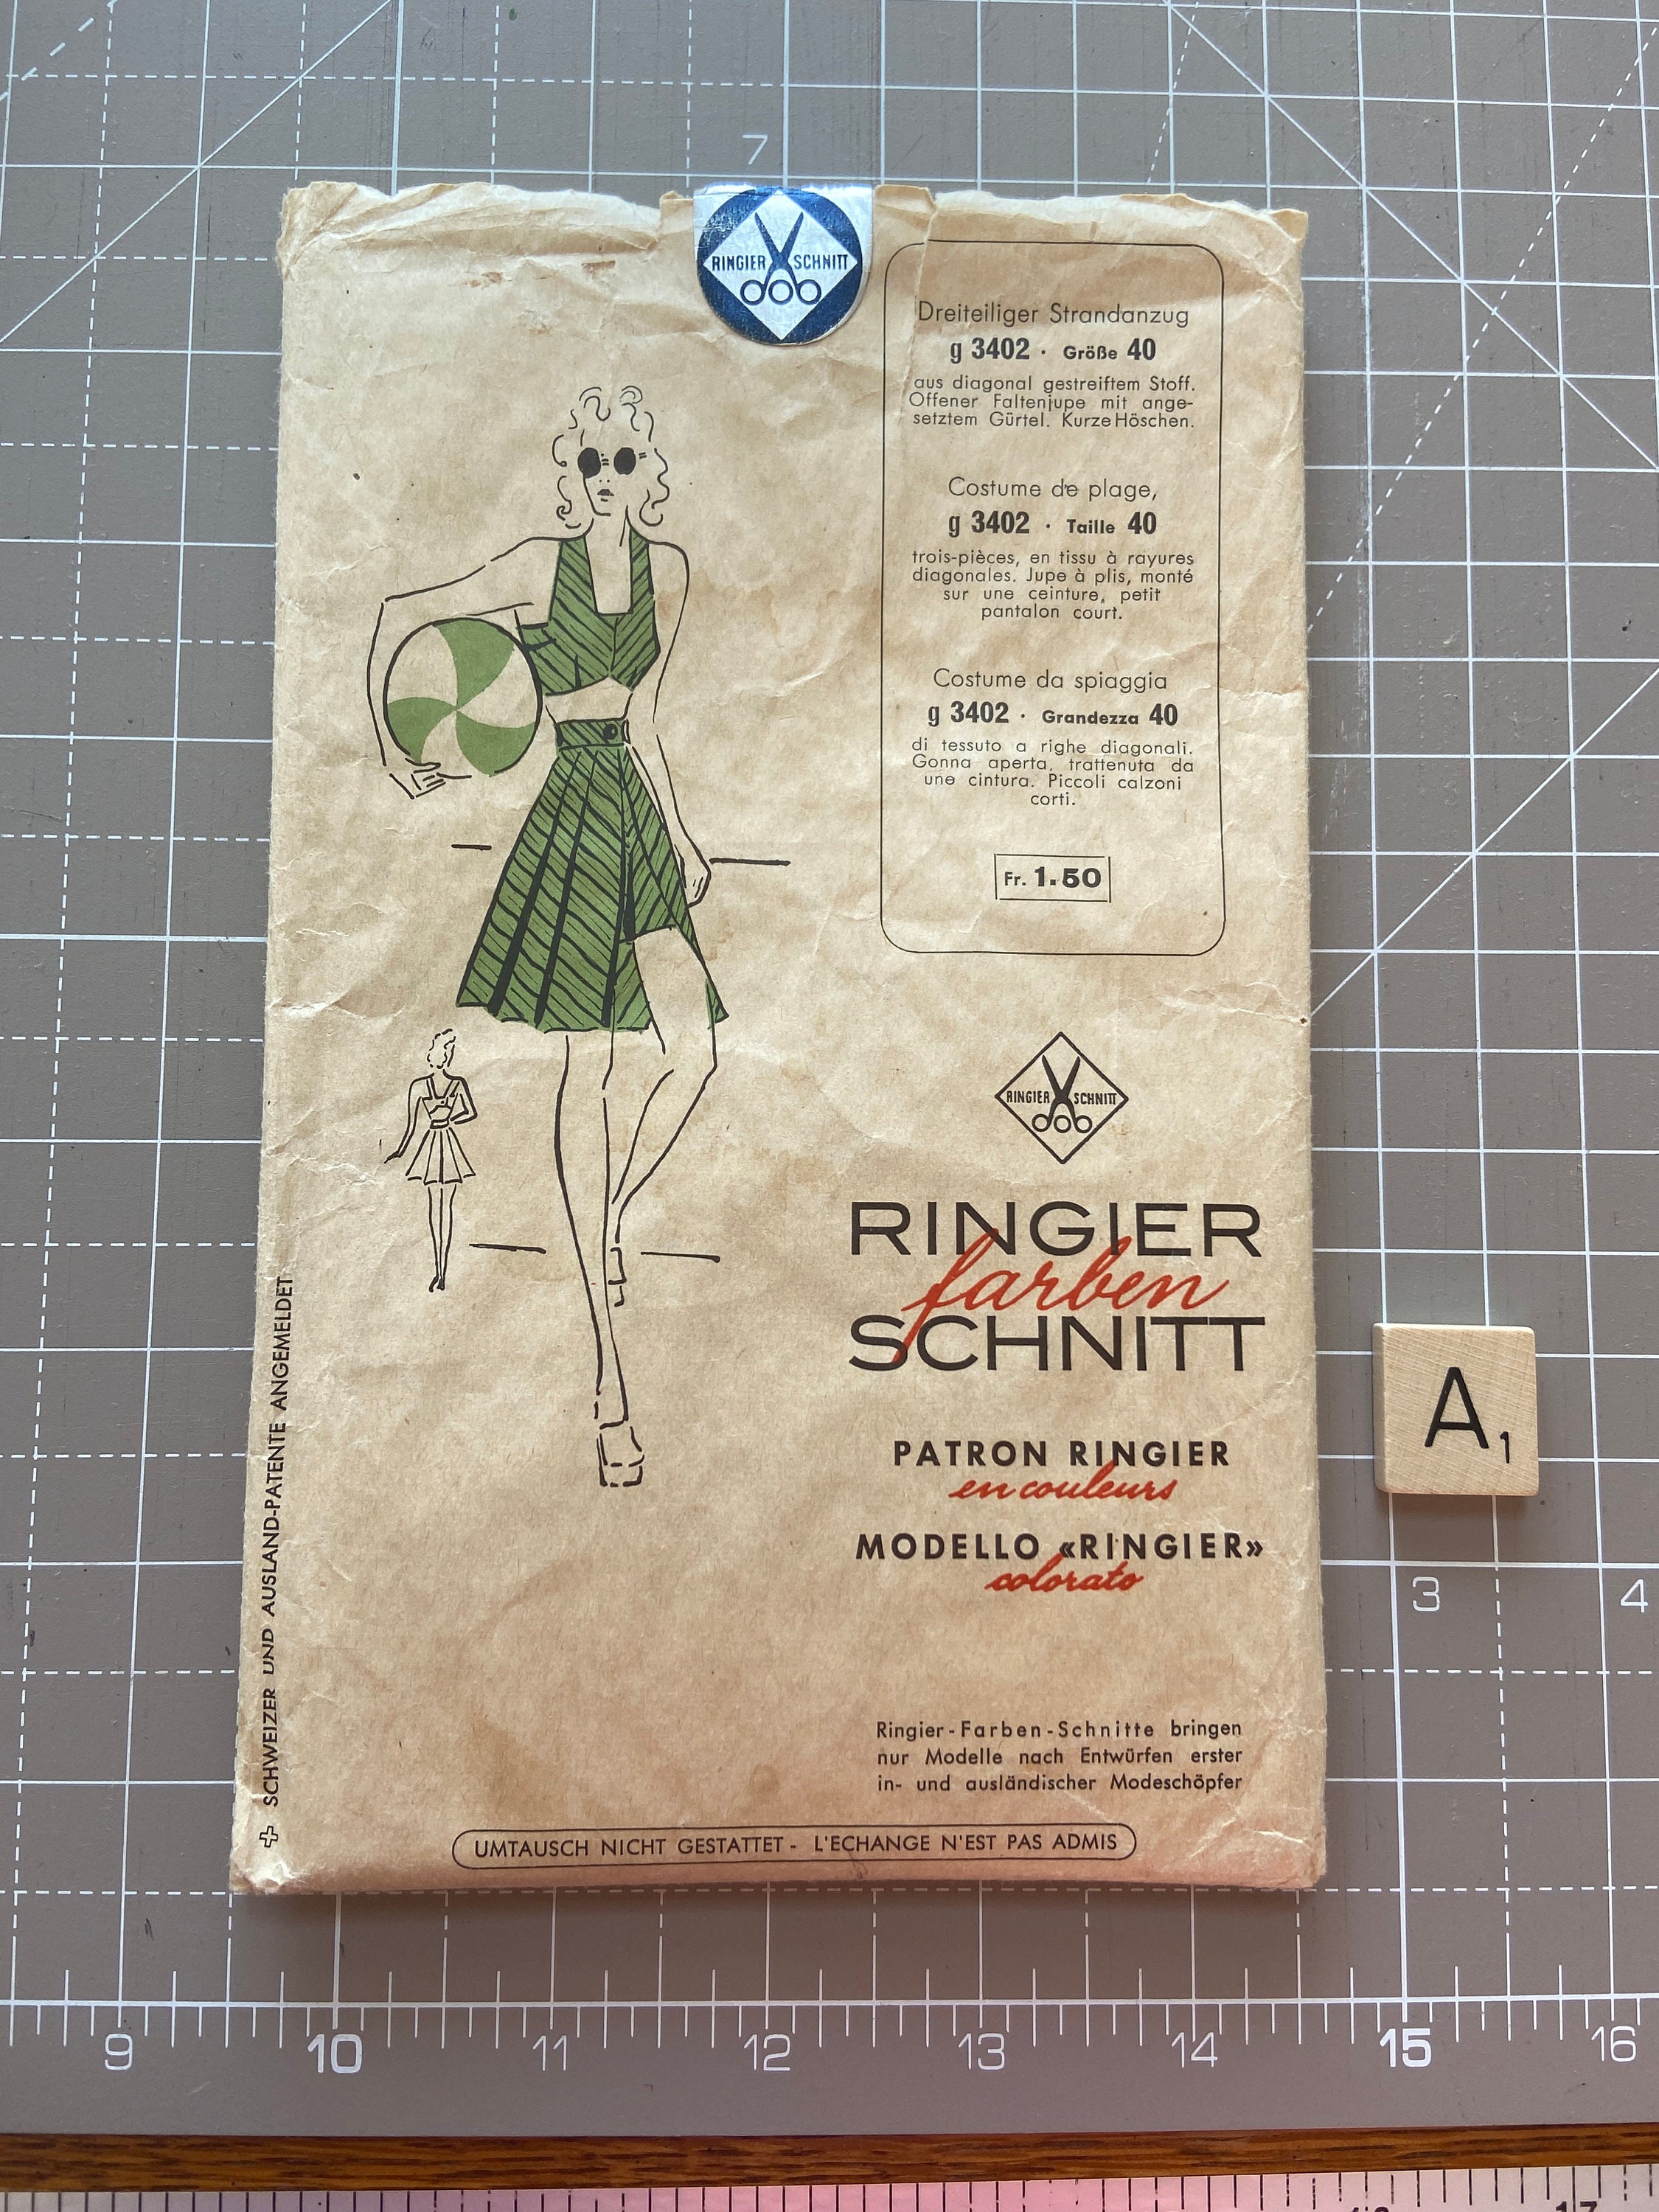 7
RINGIER SCHNITT
Dreiteiliger Strandanzug
g 3402 · Größe 40
aus diagonal gestreiftem Stoff.
Offener Faltenjupe mit ange-
setztem Gürtel. Kurze Höschen.
Costume de plage,
g 3402 · Taille 40
trois-pièces, en tissu à rayures
diagonales. Jupe à plis, monté
sur une ceinture, petit
pantalon court.
Costume da spiaggia
g 3402 · Grandezza 40
di tessuto a righe diagonali.
Gonna aperta, trattenuta da
une cintura. Piccoli calzoni
corti.
Fr. 1.50
RINGIER SCHNITT
RINGIER
farben
SCHNITT
PATRON RINGIER
en couleurs
MODELLO «RINGIER»
colorato
Ringier-Farben-Schnitte bringen
nur Modelle nach Entwürfen erster
in- und ausländischer Modeschöpfer
SCHWEIZER UND AUSLAND-PATENTE ANGEMELDET
UMTAUSCH NICHT GESTATTET - L'ECHANGE N'EST PAS ADMIS
A1
3 4
9 10 11 12 13 14 15 16